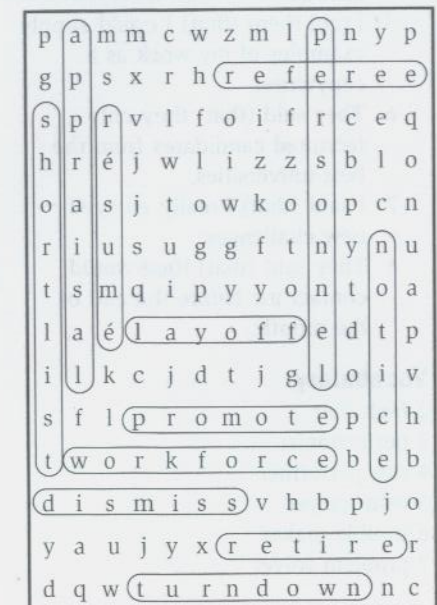 p a m m c w z m l p n y p
g p s x r h r e f e r e e
s p r v l f o i f r c e q
h r é j w l i z z s b l o
o a s j t o w k o o p c n
r i u s u g g f t n y n u
t s m q i p y y o n t o a
l a é l a y o f f e d t p
i l k c j d t j g l o i v
s f l p r o m o t e p c h
t w o r k f o r c e b e b
d i s m i s s v h b p j o
y a u j y x r e t i r e r
d q w t u r n d o w n n c